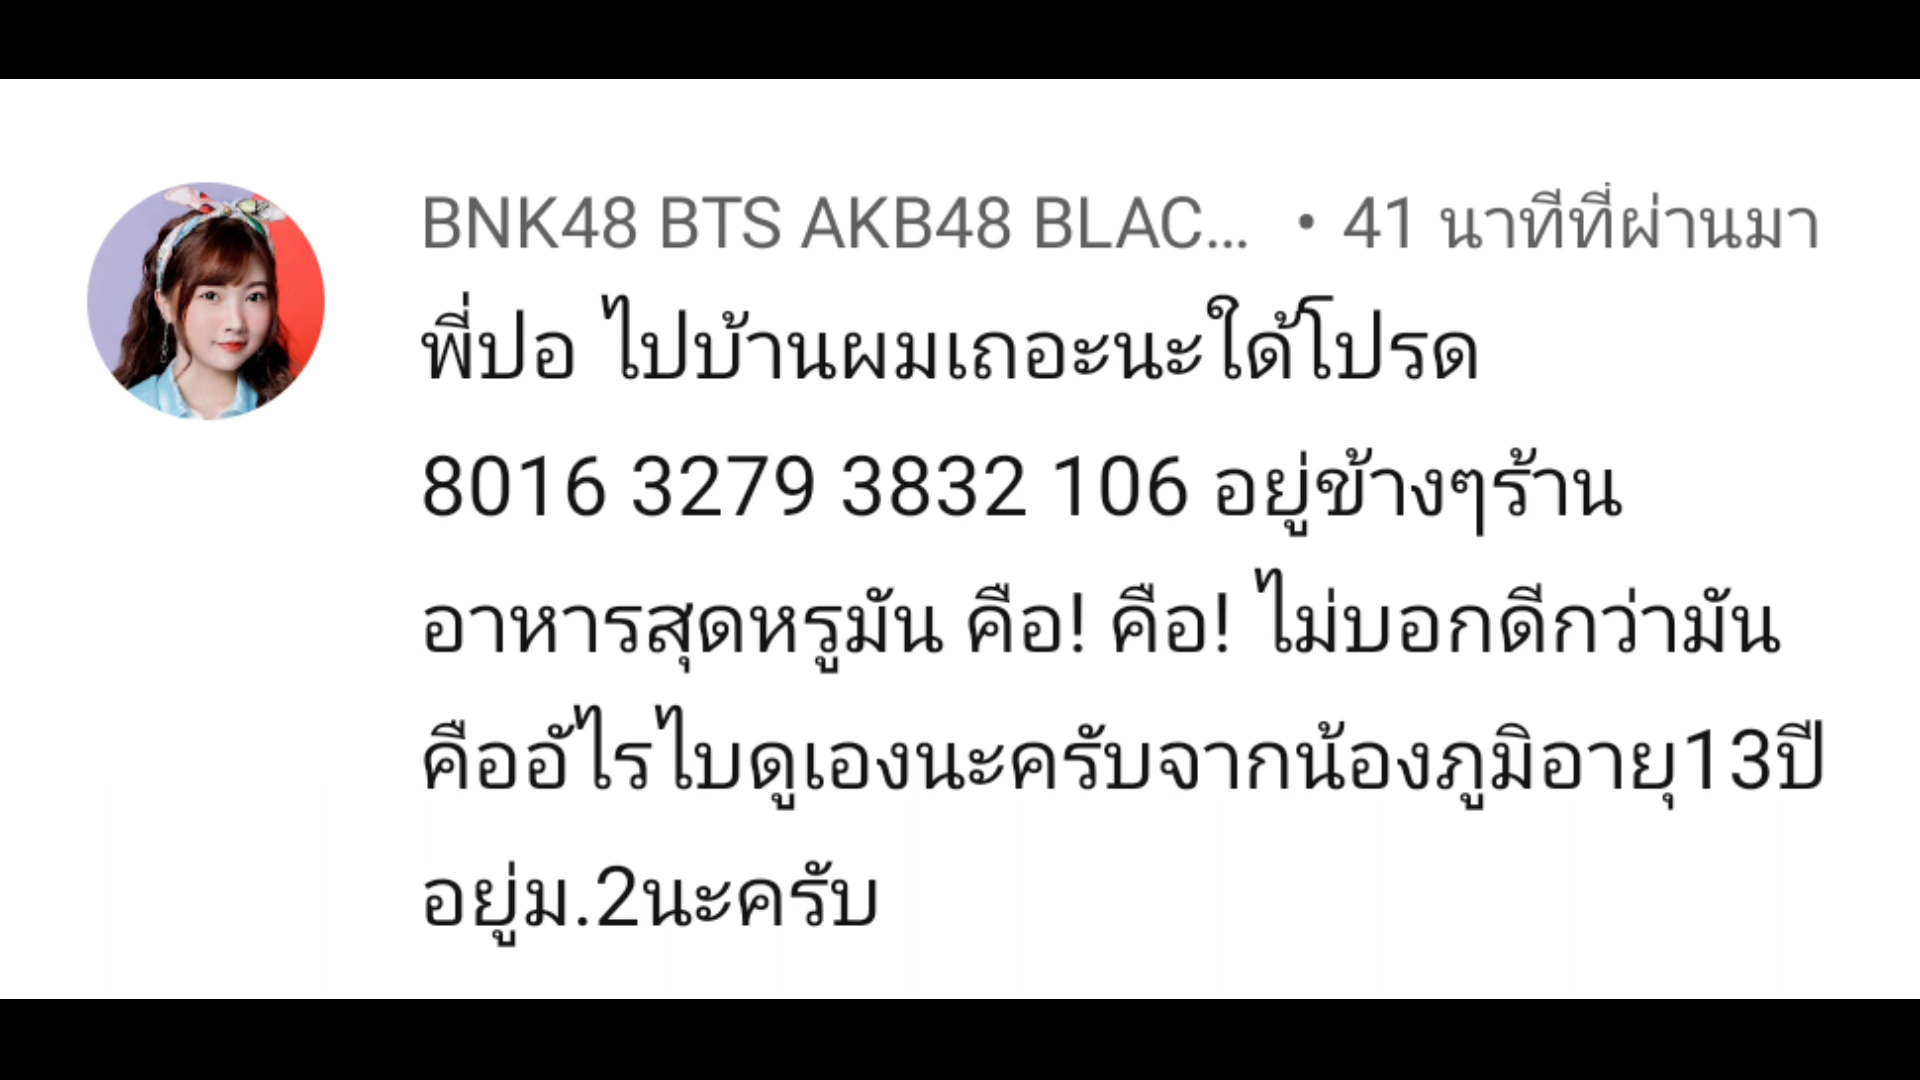 BNK48 BTS AKB48 BLAC... • 41 นาทีที่ผ่านมา
พี่ปอ ไปบ้านผมเถอะนะใด้โปรด
8016 3279 3832 106 อยู่ข้างๆร้าน
อาหารสุดหรูมัน คือ! คือ! ไม่บอกดีกว่ามัน
คืออัไรไบดูเองนะครับจากน้องภูมิอายุ13ปี
อยู่ม.2นะครับ